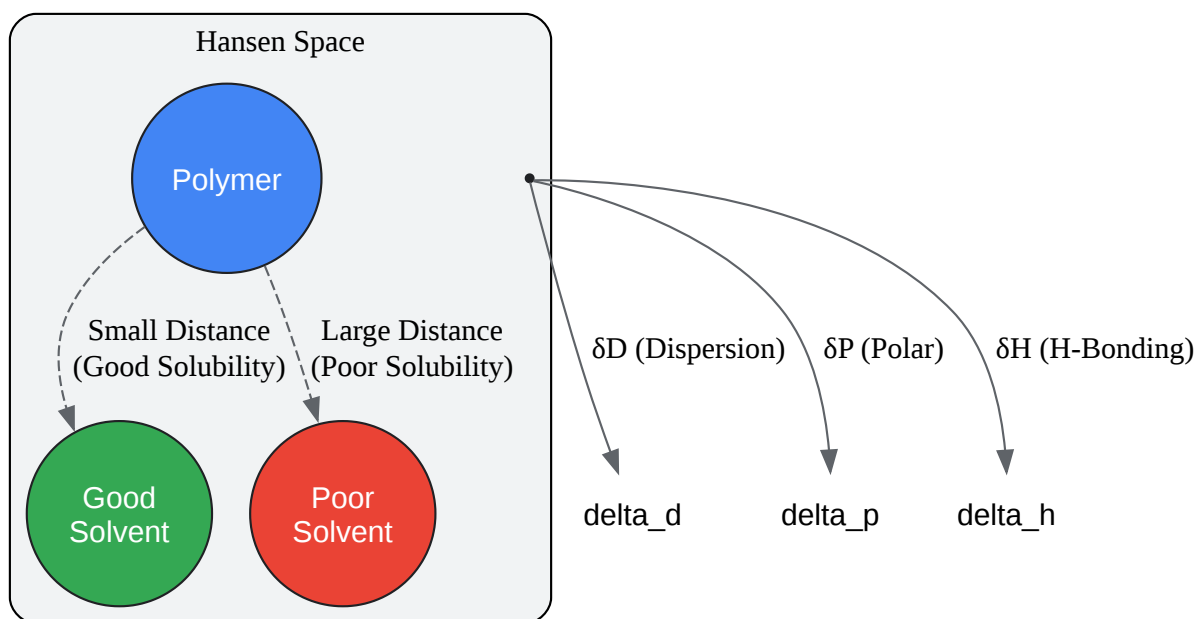 Hansen Space
Polymer
Small Distance
(Good Solubility)
Large Distance
(Poor Solubility)
δD (Dispersion)
δP (Polar)
δH (H-Bonding)
Good
Solvent
Poor
Solvent
delta_d
delta_p
delta_h